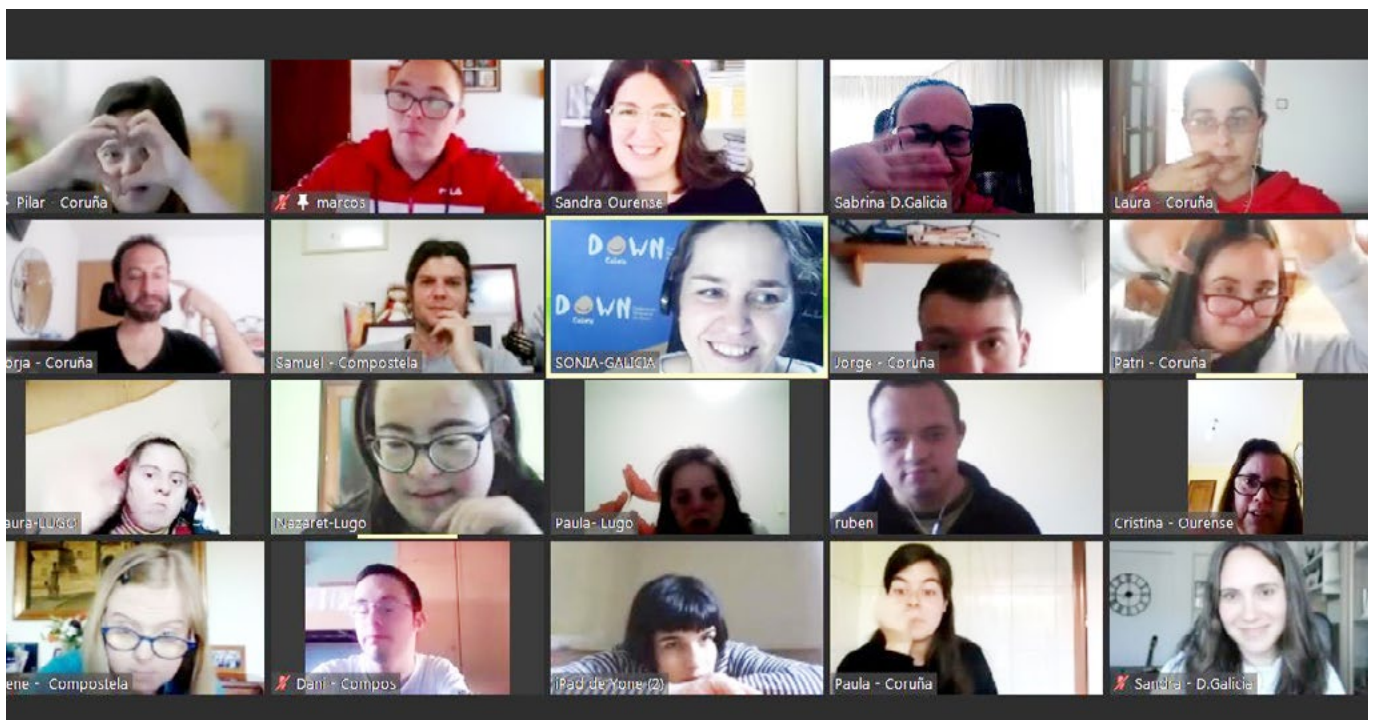 Pilar - Coruña
marcos
Sandra-Ourense
Sabrina D.Galicia
Laura - Coruña
orja - Coruña
Samuel - Compostela
DOWN
Galicia
DOWN
Galicia
SONIA-GALICIA
Jorge - Coruña
Patri - Coruña
aura-LUGO
Nazaret-Lugo
Paula- Lugo
ruben
Cristina - Ourense
ene - Compostela
Dani - Compos
iPad de Yone (2)
Paula - Coruña
Sandra - D.Galicia